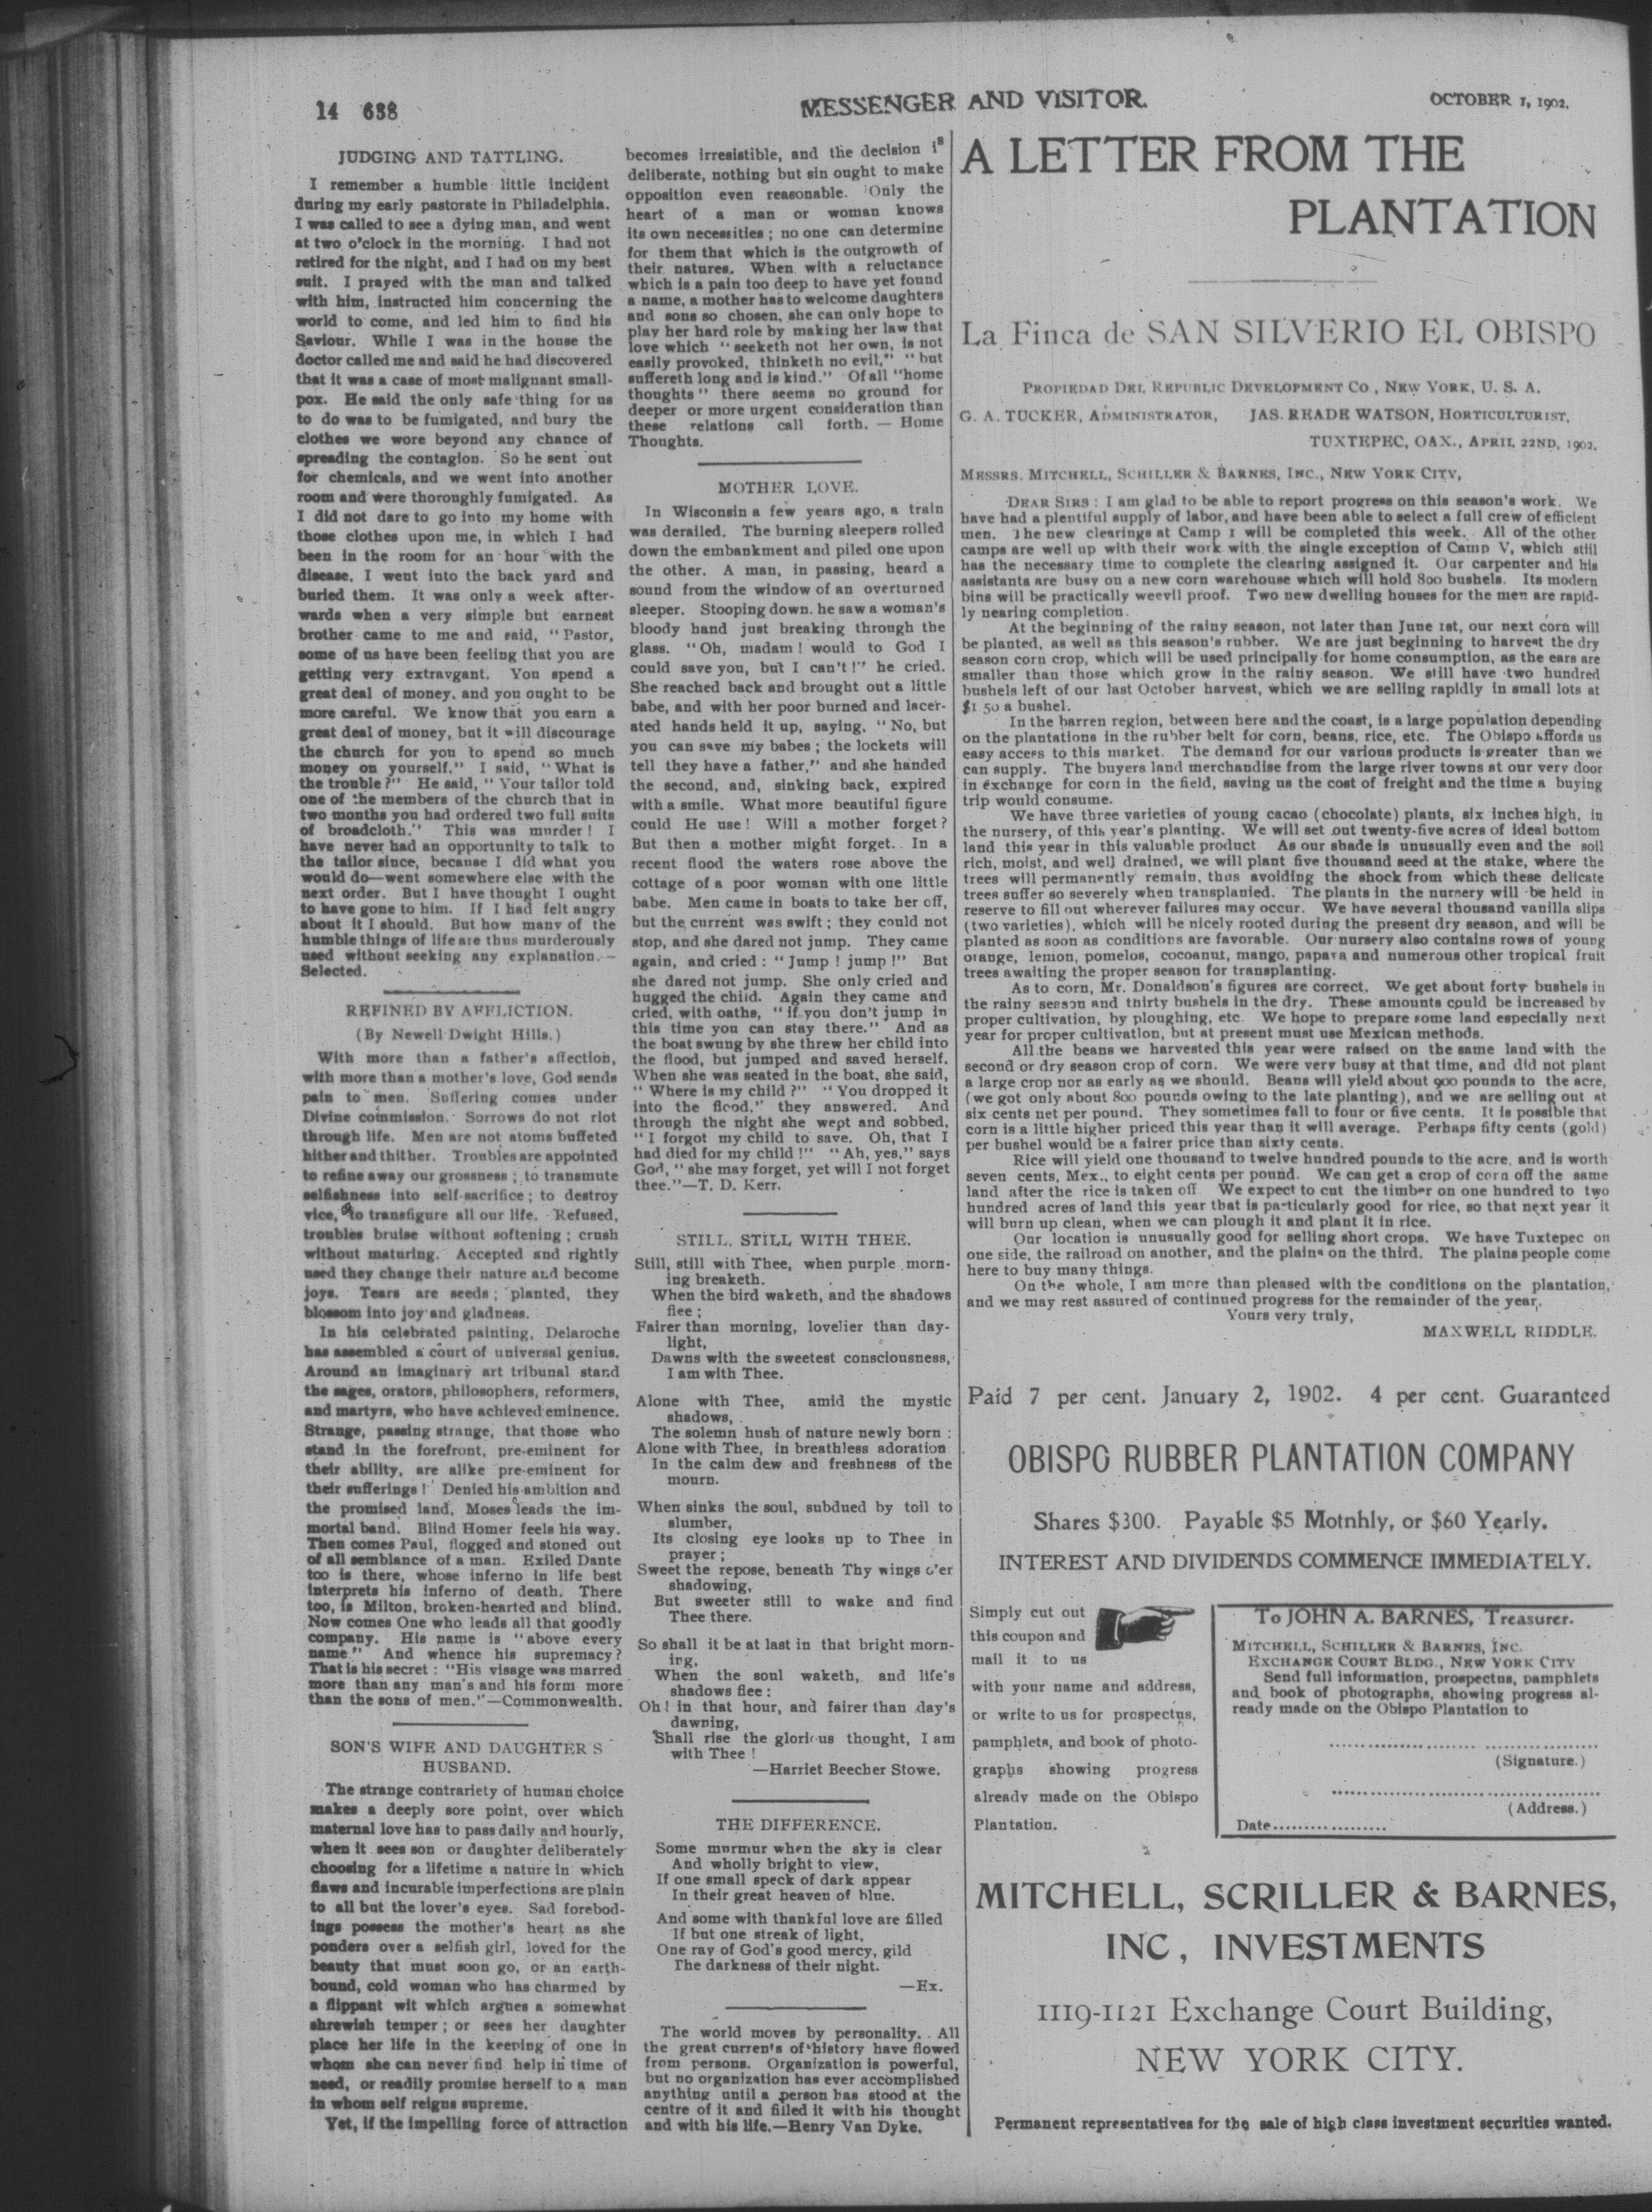 14 638
MESSENGER AND VISITOR.
OCTOBER 1, 1902.
JUDGING AND TATTLING.
I remember a humble little incident
during my early pastorate in Philadelphia.
I was called to see a dying man, and went
at two o'clock in the morning. I had not
retired for the night, and I had on my best
suit. I prayed with the man and talked
with him, instructed him concerning the
world to come, and led him to find his
Saviour. While I was in the house the
doctor called me and said he had discovered
that it was a case of most malignant small-
pox. He said the only safe thing for us
to do was to be fumigated, and bury the
clothes we wore beyond any chance of
spreading the contagion. So he sent out
for chemicals, and we went into another
room and were thoroughly fumigated. As
I did not dare to go into my home with
those clothes upon me, in which I had
been in the room for an hour with the
disease, I went into the back yard and
buried them. It was only a week after-
wards when a very simple but earnest
brother came to me and said, "Pastor,
some of us have been feeling that you are
getting very extravgant. You spend a
great deal of money, and you ought to be
more careful. We know that you earn a
great deal of money, but it will discourage
the church for you to spend so much
money on yourself." I said, "What is
the trouble?" He said, "Your tailor told
one of the members of the church that in
two months you had ordered two full suits
of broadcloth." This was murder! I
have never had an opportunity to talk to
the tailor since, because I did what you
would do—went somewhere else with the
next order. But I have thought I ought
to have gone to him. If I had felt angry
about it I should. But how many of the
humble things of life are thus murderously
used without seeking any explanation.—
Selected.
REFINED BY AFFLICTION.
(By Newell Dwight Hills.)
With more than a father's affection,
with more than a mother's love, God sends
pain to men. Suffering comes under
Divine commission. Sorrows do not riot
through life. Men are not atoms buffeted
hither and thither. Troubles are appointed
to refine away our grossness; to transmute
selfishness into self-sacrifice; to destroy
vice, to transfigure all our life. Refused,
troubles bruise without softening; crush
without maturing. Accepted and rightly
used they change their nature and become
joys. Tears are seeds; planted, they
blossom into joy and gladness.
In his celebrated painting, Delaroche
has assembled a court of universal genius.
Around an imaginary art tribunal stand
the sages, orators, philosophers, reformers,
and martyrs, who have achieved eminence.
Strange, passing strange, that those who
stand in the forefront, pre-eminent for
their ability, are alike pre-eminent for
their sufferings! Denied his ambition and
the promised land, Moses leads the im-
mortal band. Blind Homer feels his way.
Then comes Paul, flogged and stoned out
of all semblance of a man. Exiled Dante
too is there, whose inferno in life best
interprets his inferno of death. There
too, is Milton, broken-hearted and blind.
Now comes One who leads all that goodly
company. His name is "above every
name." And whence his supremacy?
That is his secret: "His visage was marred
more than any man's and his form more
than the sons of men."—Commonwealth.
SON'S WIFE AND DAUGHTER'S
HUSBAND.
The strange contrariety of human choice
makes a deeply sore point, over which
maternal love has to pass daily and hourly,
when it sees son or daughter deliberately
choosing for a lifetime a nature in which
flaws and incurable imperfections are plain
to all but the lover's eyes. Sad forebod-
ings possess the mother's heart as she
ponders over a selfish girl, loved for the
beauty that must soon go, or an earth-
bound, cold woman who has charmed by
a flippant wit which argues a somewhat
shrewish temper; or sees her daughter
place her life in the keeping of one in
whom she can never find help in time of
need, or readily promise herself to a man
in whom self reigns supreme.
Yet, if the impelling force of attraction
becomes irresistible, and the decision is
deliberate, nothing but sin ought to make
opposition even reasonable. Only the
heart of a man or woman knows
its own necessities; no one can determine
for them that which is the outgrowth of
their natures. When with a reluctance
which is a pain too deep to have yet found
a name, a mother has to welcome daughters
and sons so chosen, she can only hope to
play her hard role by making her law that
love which "seeketh not her own, is not
easily provoked, thinketh no evil," "but
suffereth long and is kind." Of all "home
thoughts" there seems no ground for
deeper or more urgent consideration than
these relations call forth. — Home
Thoughts.
MOTHER LOVE.
In Wisconsin a few years ago, a train
was derailed. The burning sleepers rolled
down the embankment and piled one upon
the other. A man, in passing, heard a
sound from the window of an overturned
sleeper. Stooping down, he saw a woman's
bloody hand just breaking through the
glass. "Oh, madam! would to God I
could save you, but I can't!" he cried.
She reached back and brought out a little
babe, and with her poor burned and lacer-
ated hands held it up, saying, "No, but
you can save my babes; the lockets will
tell they have a father," and she handed
the second, and, sinking back, expired
with a smile. What more beautiful figure
could He use! Will a mother forget?
But then a mother might forget. In a
recent flood the waters rose above the
cottage of a poor woman with one little
babe. Men came in boats to take her off,
but the current was swift; they could not
stop, and she dared not jump. They came
again, and cried: "Jump! jump!" But
she dared not jump. She only cried and
hugged the child. Again they came and
cried, with oaths, "if you don't jump in
this time you can stay there." And as
the boat swung by she threw her child into
the flood, but jumped and saved herself.
When she was seated in the boat, she said,
"Where is my child?" "You dropped it
into the flood," they answered. And
through the night she wept and sobbed,
"I forgot my child to save. Oh, that I
had died for my child!" "Ah, yes," says
God, "she may forget, yet will I not forget
thee."—T. D. Kerr.
STILL, STILL WITH THEE.
Still, still with Thee, when purple morn-
ing breaketh.
When the bird waketh, and the shadows
flee;
Fairer than morning, lovelier than day-
light,
Dawns with the sweetest consciousness,
I am with Thee.
Alone with Thee, amid the mystic
shadows,
The solemn hush of nature newly born:
Alone with Thee, in breathless adoration
In the calm dew and freshness of the
mourn.
When sinks the soul, subdued by toil to
slumber,
Its closing eye looks up to Thee in
prayer;
Sweet the repose, beneath Thy wings o'er
shadowing,
But sweeter still to wake and find
Thee there.
So shall it be at last in that bright morn-
ing,
When the soul waketh, and life's
shadows flee;
Oh! in that hour, and fairer than day's
dawning,
Shall rise the glorious thought, I am
with Thee!
—Harriet Beecher Stowe.
THE DIFFERENCE.
Some murmur when the sky is clear
And wholly bright to view,
If one small speck of dark appear
In their great heaven of blue.
And some with thankful love are filled
If but one streak of light,
One ray of God's good mercy, gild
The darkness of their night.
—Ex.
The world moves by personality. All
the great curren's of history have flowed
from persons. Organization is powerful,
but no organization has ever accomplished
anything until a person has stood at the
centre of it and filled it with his thought
and with his life.—Henry Van Dyke.
A LETTER FROM THE
PLANTATION
La Finca de SAN SILVERIO EL OBISPO
PROPIEDAD DEL REPUBLIC DEVELOPMENT CO., NEW YORK, U. S. A.
G. A. TUCKER, ADMINISTRATOR, JAS. READE WATSON, HORTICULTURIST,
TUXTEPEC, OAX., APRIL 22ND, 1902.
MESSRS. MITCHELL, SCHILLER & BARNES, INC., NEW YORK CITY,
DEAR SIRS: I am glad to be able to report progress on this season's work. We
have had a plentiful supply of labor, and have been able to select a full crew of efficient
men. The new clearings at Camp I will be completed this week. All of the other
camps are well up with their work with the single exception of Camp V, which still
has the necessary time to complete the clearing assigned it. Our carpenter and his
assistants are busy on a new corn warehouse which will hold 800 bushels. Its modern
bins will be practically weevil proof. Two new dwelling houses for the men are rapid-
ly nearing completion.
At the beginning of the rainy season, not later than June 1st, our next corn will
be planted, as well as this season's rubber. We are just beginning to harvest the dry
season corn crop, which will be used principally for home consumption, as the ears are
smaller than those which grow in the rainy season. We still have two hundred
bushels left of our last October harvest, which we are selling rapidly in small lots at
$1 50 a bushel.
In the barren region, between here and the coast, is a large population depending
on the plantations in the rubber belt for corn, beans, rice, etc. The Obispo affords us
easy access to this market. The demand for our various products is greater than we
can supply. The buyers land merchandise from the large river towns at our very door
in exchange for corn in the field, saving us the cost of freight and the time a buying
trip would consume.
We have three varieties of young cacao (chocolate) plants, six inches high, in
the nursery, of this year's planting. We will set out twenty-five acres of ideal bottom
land this year in this valuable product As our shade is unusually even and the soil
rich, moist, and well drained, we will plant five thousand seed at the stake, where the
trees will permanently remain, thus avoiding the shock from which these delicate
trees suffer so severely when transplanied. The plants in the nursery will be held in
reserve to fill out wherever failures may occur. We have several thousand vanilla slips
(two varieties), which will be nicely rooted during the present dry season, and will be
planted as soon as conditions are favorable. Our nursery also contains rows of young
orange, lemon, pomelos, cocoanut, mango, papava and numerous other tropical fruit
trees awaiting the proper season for transplanting.
As to corn, Mr. Donaldson's figures are correct. We get about forty bushels in
the rainy season and thirty bushels in the dry. These amounts could be increased by
proper cultivation, by ploughing, etc. We hope to prepare some land especially next
year for proper cultivation, but at present must use Mexican methods.
All the beans we harvested this year were raised on the same land with the
second or dry season crop of corn. We were very busy at that time, and did not plant
a large crop nor as early as we should. Beans will yield about 900 pounds to the acre,
(we got only about 800 pounds owing to the late planting), and we are selling out at
six cents net per pound. They sometimes fall to four or five cents. It is possible that
corn is a little higher priced this year than it will average. Perhaps fifty cents (gold)
per bushel would be a fairer price than sixty cents.
Rice will yield one thousand to twelve hundred pounds to the acre, and is worth
seven cents, Mex., to eight cents per pound. We can get a crop of corn off the same
land after the rice is taken off. We expect to cut the timber on one hundred to two
hundred acres of land this year that is particularly good for rice, so that next year it
will burn up clean, when we can plough it and plant it in rice.
Our location is unusually good for selling short crops. We have Tuxtepec on
one side, the railroad on another, and the plains on the third. The plains people come
here to buy many things.
On the whole, I am more than pleased with the conditions on the plantation,
and we may rest assured of continued progress for the remainder of the year.
Yours very truly,
MAXWELL RIDDLE.
Paid 7 per cent. January 2, 1902. 4 per cent. Guaranteed
OBISPO RUBBER PLANTATION COMPANY
Shares $300. Payable $5 Motnhly, or $60 Yearly.
INTEREST AND DIVIDENDS COMMENCE IMMEDIATELY.
Simply cut out
this coupon and
mail it to us
with your name and address,
or write to us for prospectus,
pamphlets, and book of photo-
graphs showing progress
already made on the Obispo
Plantation.
To JOHN A. BARNES, Treasurer.
MITCHELL, SCHILLER & BARNES, INC.
EXCHANGE COURT BLDG., NEW YORK CITY
Send full information, prospectus, pamphlets
and book of photographs, showing progress al-
ready made on the Obispo Plantation to
(Signature.)
(Address.)
Date..................
MITCHELL, SCRILLER & BARNES,
INC, INVESTMENTS
1119-1121 Exchange Court Building,
NEW YORK CITY.
Permanent representatives for the sale of high class investment securities wanted.